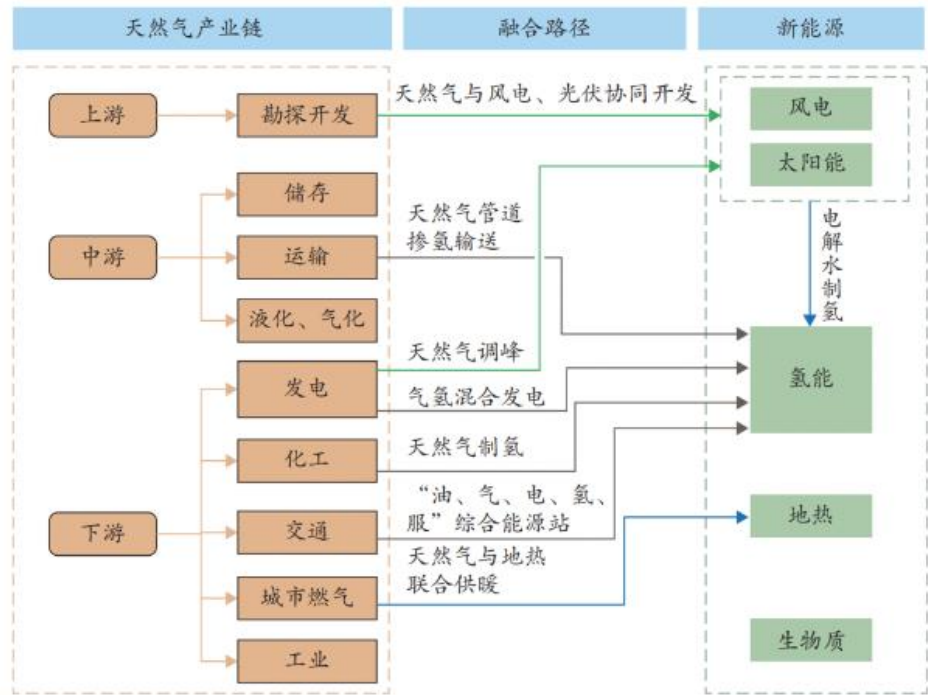 天然气产业链
融合路径
新能源
上游
勘探开发
天然气与风电、光伏协同开发
风电
太阳能
储存
中游
运输
天然气管道
掺氢输送
电解水制氢
液化、气化
发电
天然气调峰
气氢混合发电
氢能
化工
天然气制氢
下游
交通
“油、气、电、氢、
服”综合能源站
地热
城市燃气
天然气与地热
联合供暖
工业
生物质